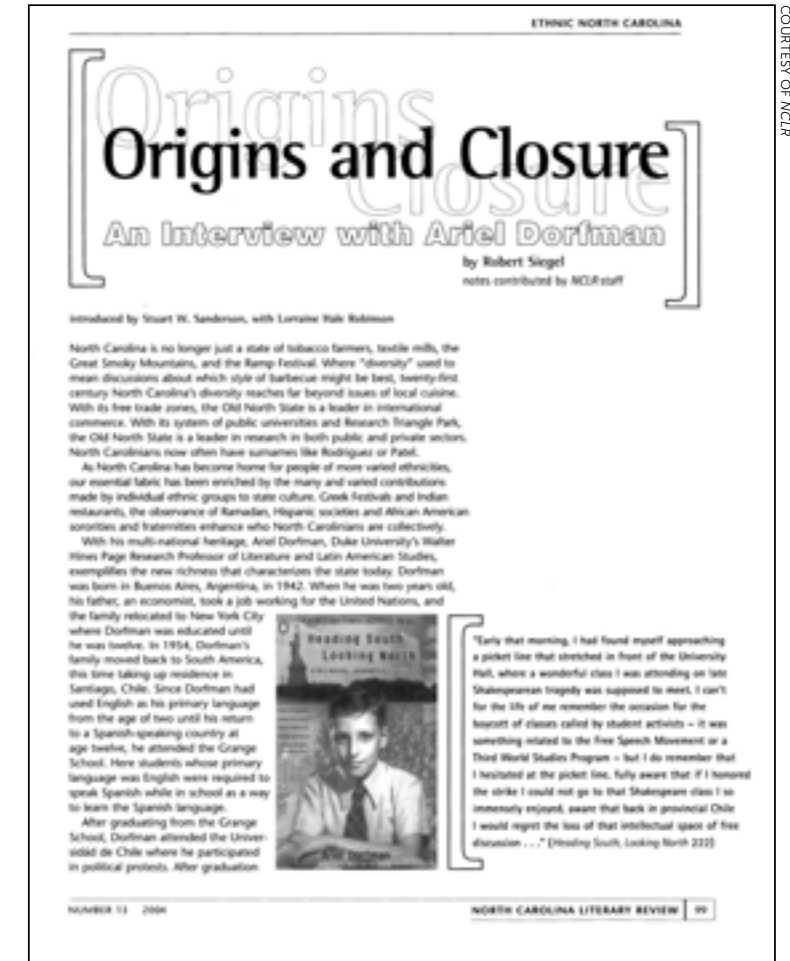 ETHNIC NORTH CAROLINA
COURTESY OF NCLR
Origins
Closure
Origins and Closure
An Interview with Ariel Dorfman
by Robert Siegel
notes contributed by NCLR staff
introduced by Stuart W. Sanderson, with Lorraine Hale Robinson
North Carolina is no longer just a state of tobacco farmers, textile mills, the
Great Smoky Mountains, and the Ramp Festival. Where "diversity" used to
mean discussions about which style of barbecue might be best, twenty-first
century North Carolina's diversity reaches far beyond issues of local cuisine.
With its free trade zones, the Old North State is a leader in international
commerce. With its system of public universities and Research Triangle Park,
the Old North State is a leader in research in both public and private sectors.
North Carolinians now often have surnames like Rodriguez or Patel.
As North Carolina has become home for people of more varied ethnicities,
our essential fabric has been enriched by the many and varied contributions
made by individual ethnic groups to state culture. Greek Festivals and Indian
restaurants, the observance of Ramadan, Hispanic societies and African American
sororities and fraternities enhance who North Carolinians are collectively.
With his multi-national heritage, Ariel Dorfman, Duke University's Walter
Hines Page Research Professor of Literature and Latin American Studies,
exemplifies the new richness that characterizes the state today. Dorfman
was born in Buenos Aires, Argentina, in 1942. When he was two years old,
his father, an economist, took a job working for the United Nations, and
the family relocated to New York City
where Dorfman was educated until
he was twelve. In 1954, Dorfman's
family moved back to South America,
this time taking up residence in
Santiago, Chile. Since Dorfman had
used English as his primary language
from the age of two until his return
to a Spanish-speaking country at
age twelve, he attended the Grange
School. Here students whose primary
language was English were required to
speak Spanish while in school as a way
to learn the Spanish language.
After graduating from the Grange
School, Dorfman attended the Univer-
sidád de Chile where he participated
in political protests. After graduation
Heading South
Looking North
Ariel Dorfman
"Early that morning, I had found myself approaching
a picket line that stretched in front of the University
Hall, where a wonderful class I was attending on late
Shakespearean tragedy was supposed to meet. I can't
for the life of me remember the occasion for the
boycott of classes called by student activists – it was
something related to the Free Speech Movement or a
Third World Studies Program – but I do remember that
I hesitated at the picket line, fully aware that if I honored
the strike I could not go to that Shakespeare class I so
immensely enjoyed, aware that back in provincial Chile
I would regret the loss of that intellectual space of free
discussion . . ." (Heading South, Looking North 222)
NUMBER 13 2004
NORTH CAROLINA LITERARY REVIEW 99